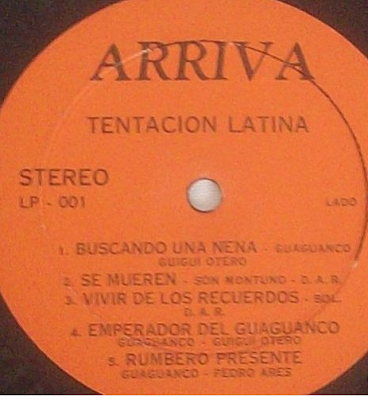 ARRIVA
TENTACION LATINA
STEREO
LP - 001
LADO
1. BUSCANDO UNA NENA - GUAGUANCO
GUIGUI OTERO
2. SE MUEREN - SON MONTUNO - D. A. R.
3. VIVIR DE LOS RECUERDOS - BOL.
D. A. R.
4. EMPERADOR DEL GUAGUANCO
GUAGUANCO - GUIGUI OTERO
5. RUMBERO PRESENTE
GUAGUANCO - PEDRO ARES